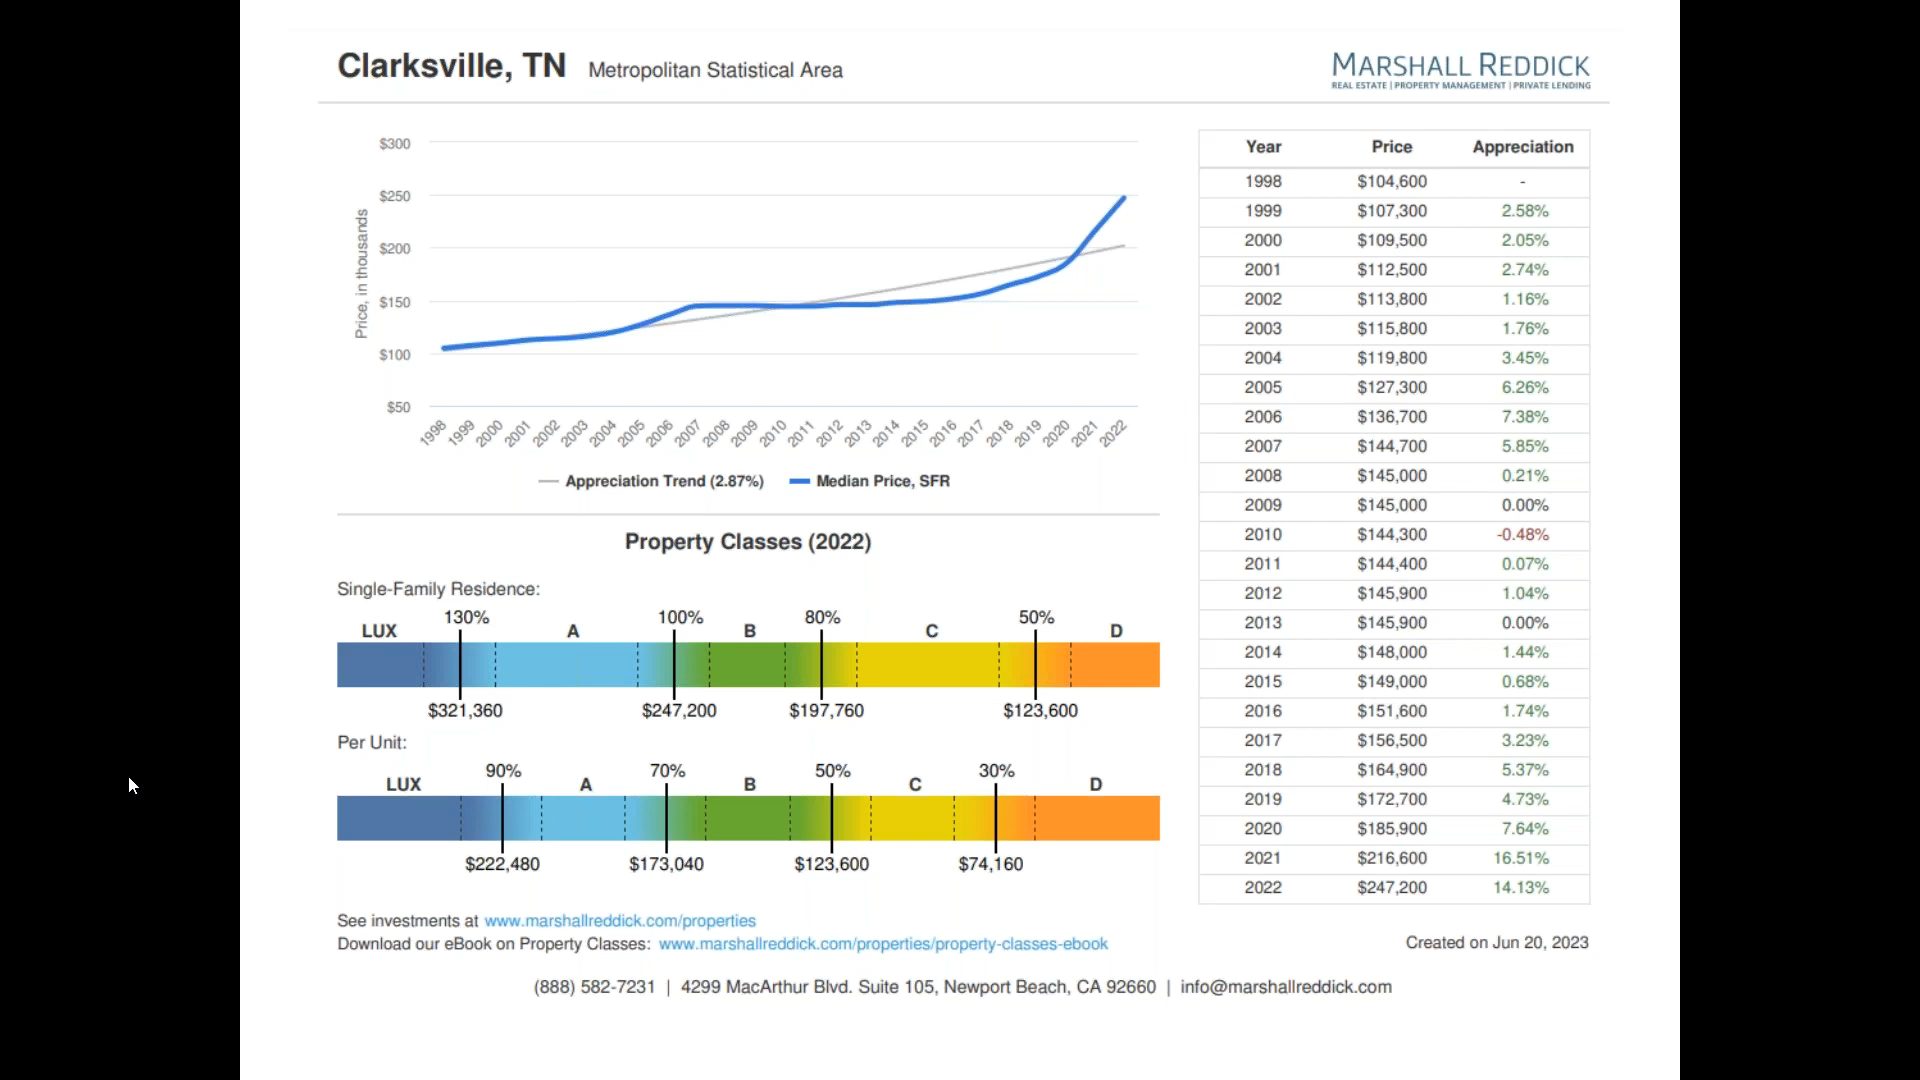 Clarksville, TN Metropolitan Statistical Area
MARSHALL REDDICK
REAL ESTATE | PROPERTY MANAGEMENT | PRIVATE LENDING
$300
$250
$200
$150
$100
$50
Price, in thousands
1998 1999 2000 2001 2002 2003 2004 2005 2006 2007 2008 2009 2010 2011 2012 2013 2014 2015 2016 2017 2018 2019 2020 2021 2022
Appreciation Trend (2.87%) Median Price, SFR
Property Classes (2022)
Single-Family Residence:
130% 100% 80% 50%
LUX A B C D
$321,360 $247,200 $197,760 $123,600
Per Unit:
90% 70% 50% 30%
LUX A B C D
$222,480 $173,040 $123,600 $74,160
See investments at www.marshallreddick.com/properties
Download our eBook on Property Classes: www.marshallreddick.com/properties/property-classes-ebook
Year Price Appreciation
1998 $104,600 -
1999 $107,300 2.58%
2000 $109,500 2.05%
2001 $112,500 2.74%
2002 $113,800 1.16%
2003 $115,800 1.76%
2004 $119,800 3.45%
2005 $127,300 6.26%
2006 $136,700 7.38%
2007 $144,700 5.85%
2008 $145,000 0.21%
2009 $145,000 0.00%
2010 $144,300 -0.48%
2011 $144,400 0.07%
2012 $145,900 1.04%
2013 $145,900 0.00%
2014 $148,000 1.44%
2015 $149,000 0.68%
2016 $151,600 1.74%
2017 $156,500 3.23%
2018 $164,900 5.37%
2019 $172,700 4.73%
2020 $185,900 7.64%
2021 $216,600 16.51%
2022 $247,200 14.13%
Created on Jun 20, 2023
(888) 582-7231 | 4299 MacArthur Blvd. Suite 105, Newport Beach, CA 92660 | info@marshallreddick.com